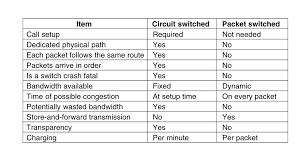 Item Circuit switched Packet switched
Call setup Required Not needed
Dedicated physical path Yes No
Each packet follows the same route Yes No
Packets arrive in order Yes No
Is a switch crash fatal Yes No
Bandwidth available Fixed Dynamic
Time of possible congestion At setup time On every packet
Potentially wasted bandwidth Yes No
Store-and-forward transmission No Yes
Transparency Yes No
Charging Per minute Per packet